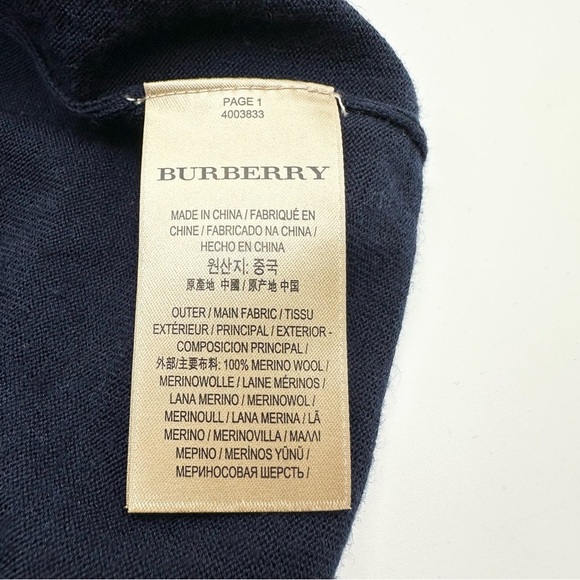 PAGE 1
4003833
BURBERRY
MADE IN CHINA / FABRIQUÉ EN
CHINE / FABRICADO NA CHINA /
HECHO EN CHINA
원산지: 중국
原產地 中國 / 原产地 中国
OUTER / MAIN FABRIC / TISSU
EXTÉRIEUR / PRINCIPAL / EXTERIOR -
COMPOSICION PRINCIPAL /
外部/主要布料: 100% MERINO WOOL /
MERINOWOLLE / LAINE MÉRINOS /
LANA MERINO / MERINOWOL /
MERINOULL / LANA MERINA / LÃ
MERINO / MERINOVILLA / ΜΑΛΛΙ
ΜΕΡΙΝΟ / MERİNOS YÜNÜ /
МЕРИНОСОВАЯ ШЕРСТЬ /